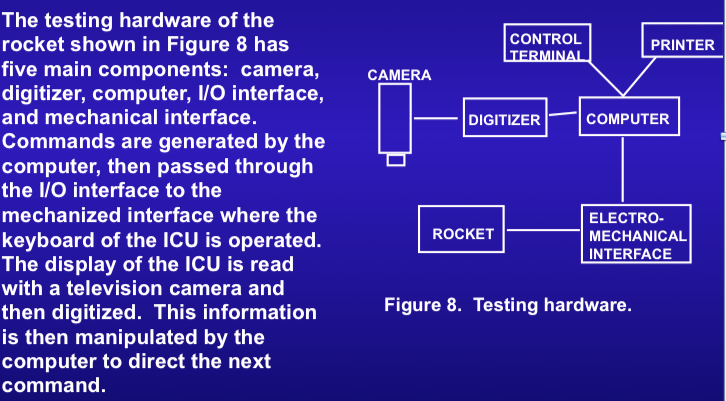 The testing hardware of the
rocket shown in Figure 8 has
five main components:  camera,
digitizer, computer, I/O interface,
and mechanical interface.
Commands are generated by the
computer, then passed through
the I/O interface to the
mechanized interface where the
keyboard of the ICU is operated.
The display of the ICU is read
with a television camera and
then digitized.  This information
is then manipulated by the
computer to direct the next
command.
CONTROL
TERMINAL
PRINTER
CAMERA
DIGITIZER
COMPUTER
ROCKET
ELECTRO-
MECHANICAL
INTERFACE
Figure 8.  Testing hardware.